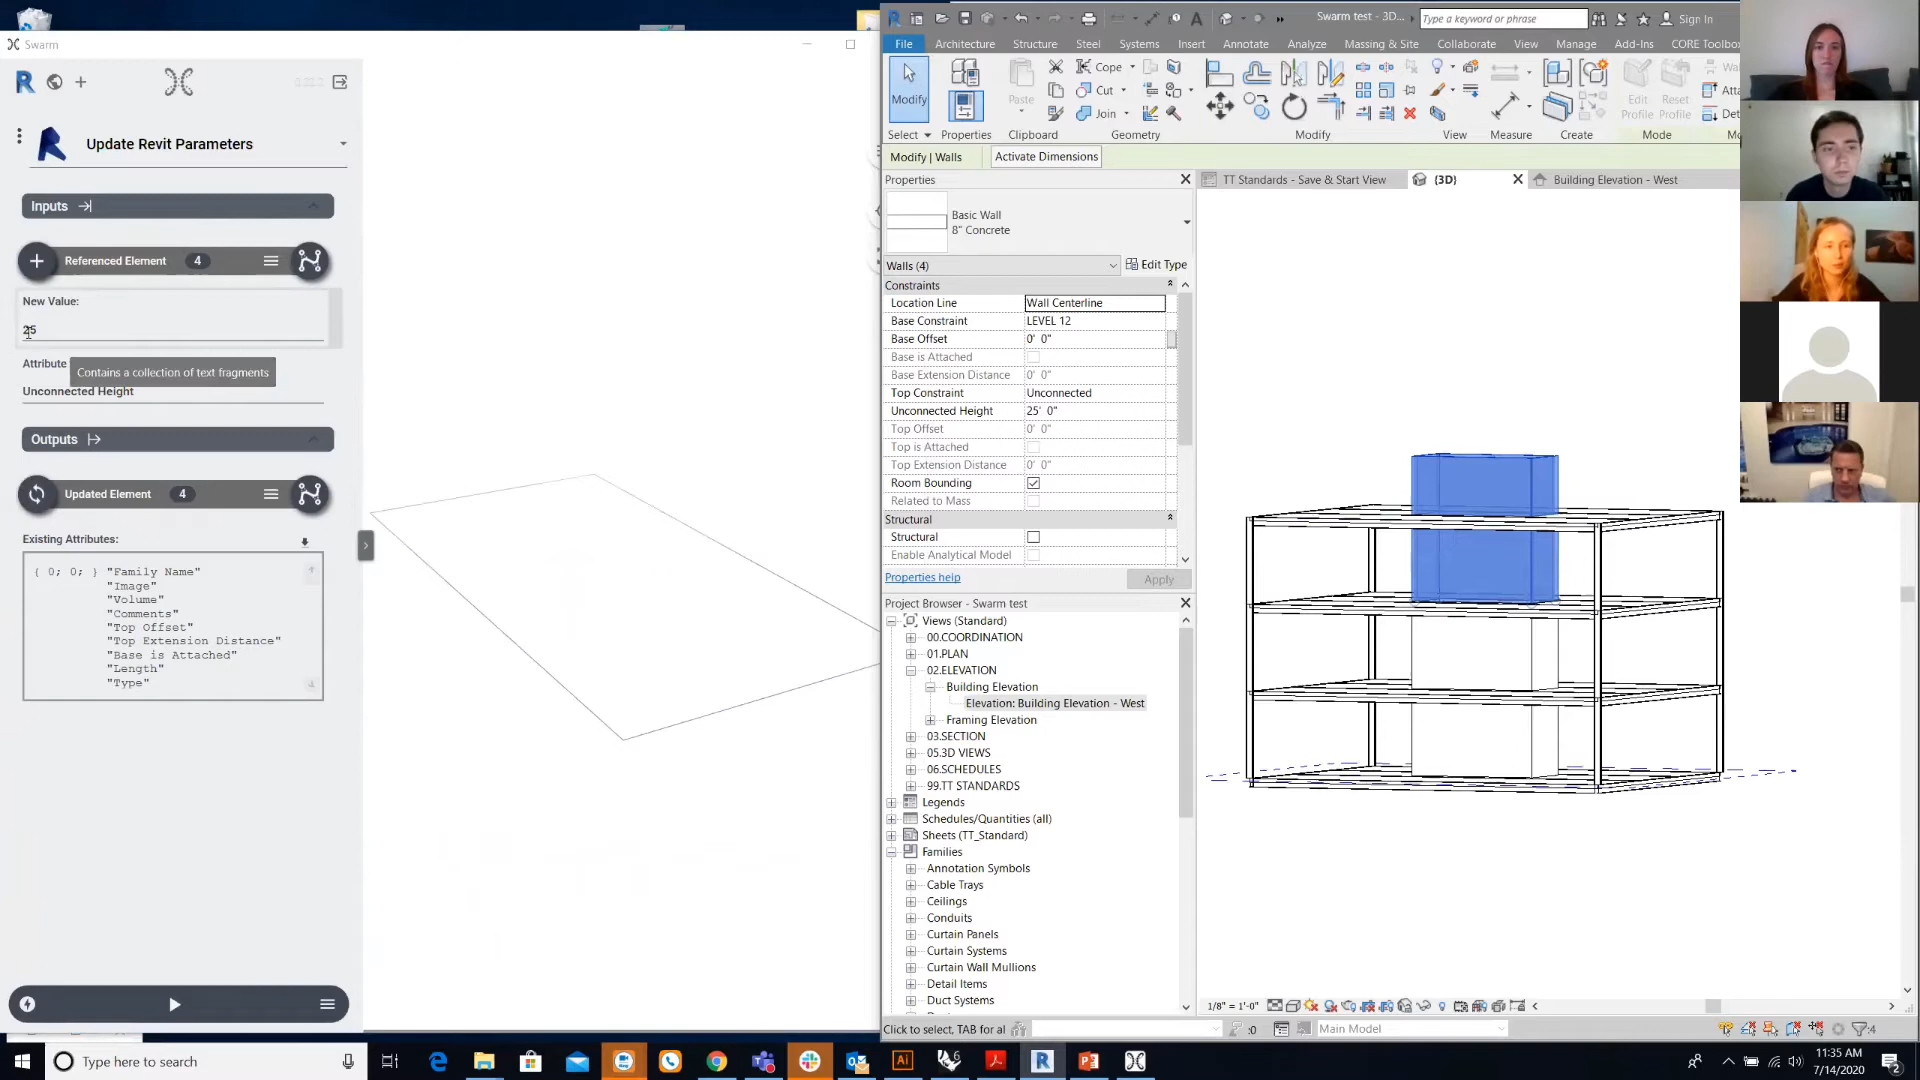 Swarm
Update Revit Parameters
Inputs
Referenced Element 4
New Value:
25
Attribute
Contains a collection of text fragments
Unconnected Height
Outputs
Updated Element 4
Existing Attributes:
{ 0; 0; } "Family Name"
"Image"
"Volume"
"Comments"
"Top Offset"
"Top Extension Distance"
"Base is Attached"
"Length"
"Type"
Swarm test - 3D...
Type a keyword or phrase
Sign In
File Architecture Structure Steel Systems Insert Annotate Analyze Massing & Site Collaborate View Manage Add-Ins CORE Toolbo
Modify
Paste
Cope
Cut
Join
Edit Profile
Reset Profile
Select Properties Clipboard Geometry Modify View Measure Create Mode
Modify | Walls Activate Dimensions
Properties
Basic Wall
8" Concrete
Walls (4) Edit Type
Constraints
Location Line Wall Centerline
Base Constraint LEVEL 12
Base Offset 0' 0"
Base is Attached
Base Extension Distance 0' 0"
Top Constraint Unconnected
Unconnected Height 25' 0"
Top Offset 0' 0"
Top is Attached
Top Extension Distance 0' 0"
Room Bounding
Related to Mass
Structural
Structural
Enable Analytical Model
Properties help Apply
Project Browser - Swarm test
Views (Standard)
00.COORDINATION
01.PLAN
02.ELEVATION
Building Elevation
Elevation: Building Elevation - West
Framing Elevation
03.SECTION
05.3D VIEWS
06.SCHEDULES
99.TT STANDARDS
Legends
Schedules/Quantities (all)
Sheets (TT_Standard)
Families
Annotation Symbols
Cable Trays
Ceilings
Conduits
Curtain Panels
Curtain Systems
Curtain Wall Mullions
Detail Items
Duct Systems
TT Standards - Save & Start View
{3D}
Building Elevation - West
1/8" = 1'-0"
Click to select, TAB for al
:0
Main Model
:4
Type here to search
11:35 AM
7/14/2020
2